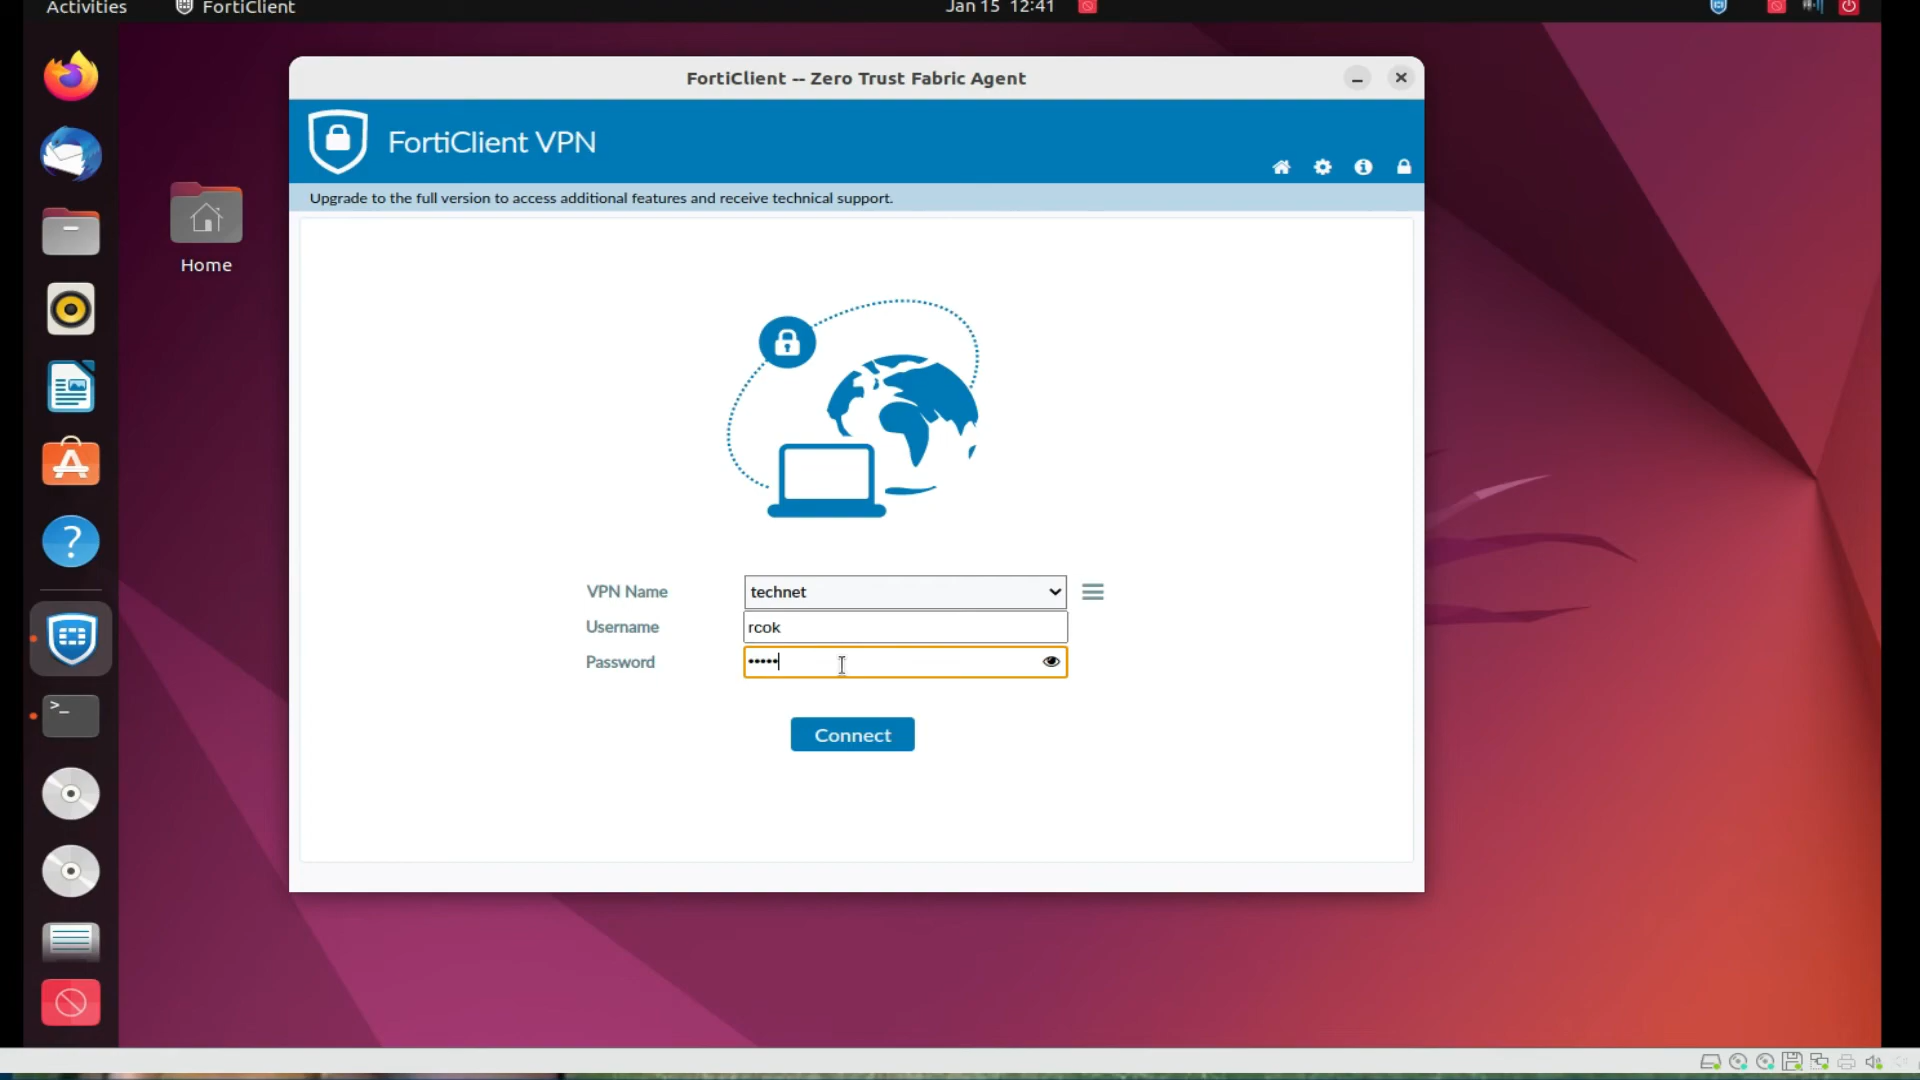 Activities
FortiClient
Jan 15 12:41
FortiClient -- Zero Trust Fabric Agent
FortiClient VPN
Upgrade to the full version to access additional features and receive technical support.
Home
VPN Name
technet
Username
rcok
Password
•••••
Connect